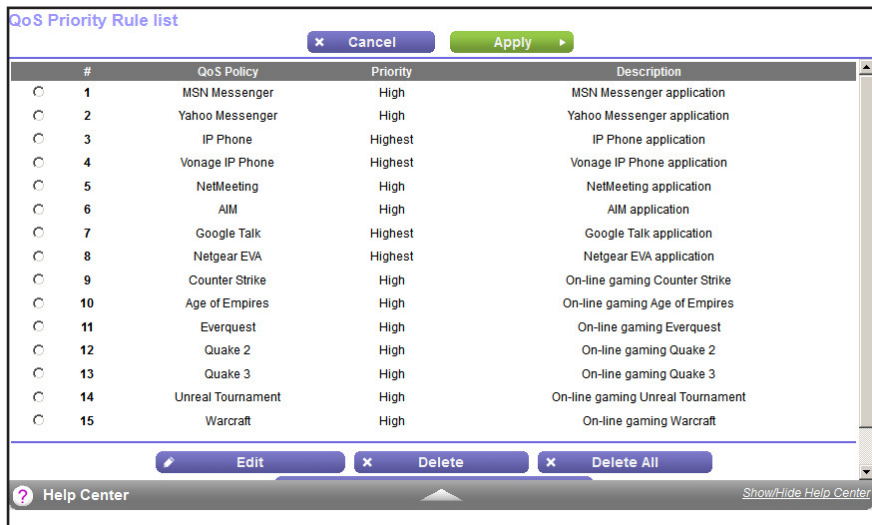 QoS Priority Rule list
Cancel Apply
# QoS Policy Priority Description
1 MSN Messenger High MSN Messenger application
2 Yahoo Messenger High Yahoo Messenger application
3 IP Phone Highest IP Phone application
4 Vonage IP Phone Highest Vonage IP Phone application
5 NetMeeting High NetMeeting application
6 AIM High AIM application
7 Google Talk Highest Google Talk application
8 Netgear EVA Highest Netgear EVA application
9 Counter Strike High On-line gaming Counter Strike
10 Age of Empires High On-line gaming Age of Empires
11 Everquest High On-line gaming Everquest
12 Quake 2 High On-line gaming Quake 2
13 Quake 3 High On-line gaming Quake 3
14 Unreal Tournament High On-line gaming Unreal Tournament
15 Warcraft High On-line gaming Warcraft
Edit Delete Delete All
? Help Center Show/Hide Help Center